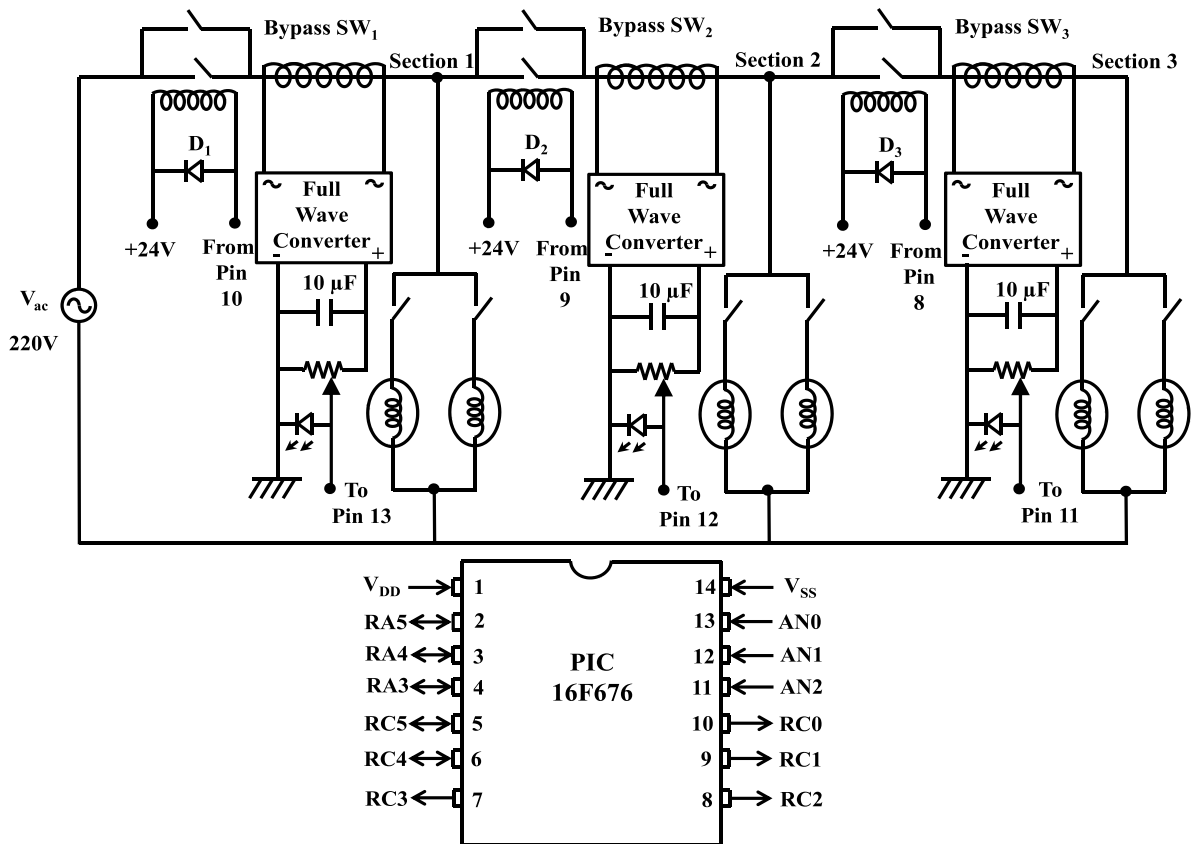 Bypass SW1
Section 1
Bypass SW2
Section 2
Bypass SW3
Section 3
D1
+24V
From
Pin
10
Full
Wave
Converter
-
+
10 µF
To
Pin 13
D2
+24V
From
Pin
9
Full
Wave
Converter
-
+
10 µF
To
Pin 12
D3
+24V
From
Pin
8
Full
Wave
Converter
-
+
10 µF
To
Pin 11
Vac
220V
PIC
16F676
VDD 1
RA5 2
RA4 3
RA3 4
RC5 5
RC4 6
RC3 7
14 VSS
13 AN0
12 AN1
11 AN2
10 RC0
9 RC1
8 RC2